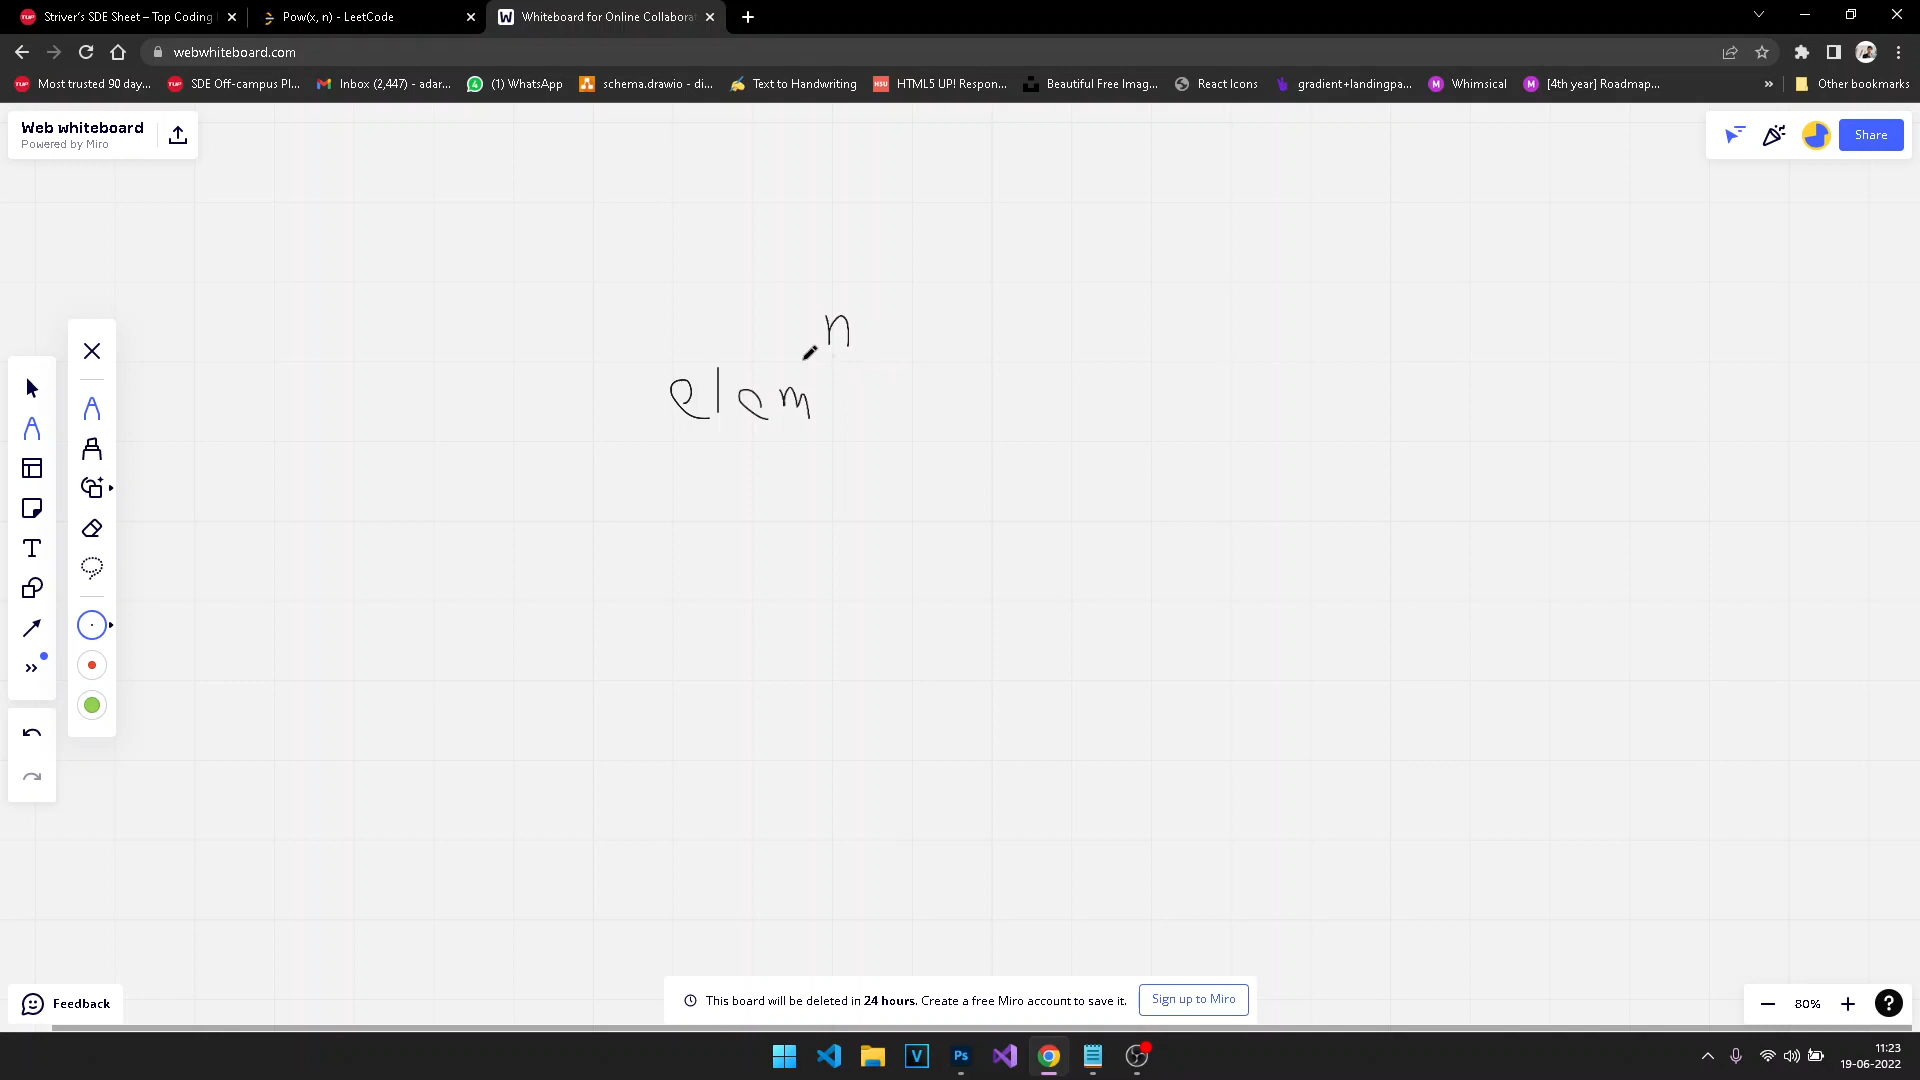 Striver's SDE Sheet – Top Coding
Pow(x, n) - LeetCode
Whiteboard for Online Collabora
webwhiteboard.com
Most trusted 90 day...
SDE Off-campus Pl...
Inbox (2,447) - adar...
(1) WhatsApp
schema.drawio - di...
Text to Handwriting
HTML5 UP! Respon...
Beautiful Free Imag...
React Icons
gradient+landingpa...
Whimsical
[4th year] Roadmap...
»
Other bookmarks
Web whiteboard
Powered by Miro
Share
n
elem
Feedback
This board will be deleted in 24 hours. Create a free Miro account to save it.
Sign up to Miro
80%
11:23
19-06-2022